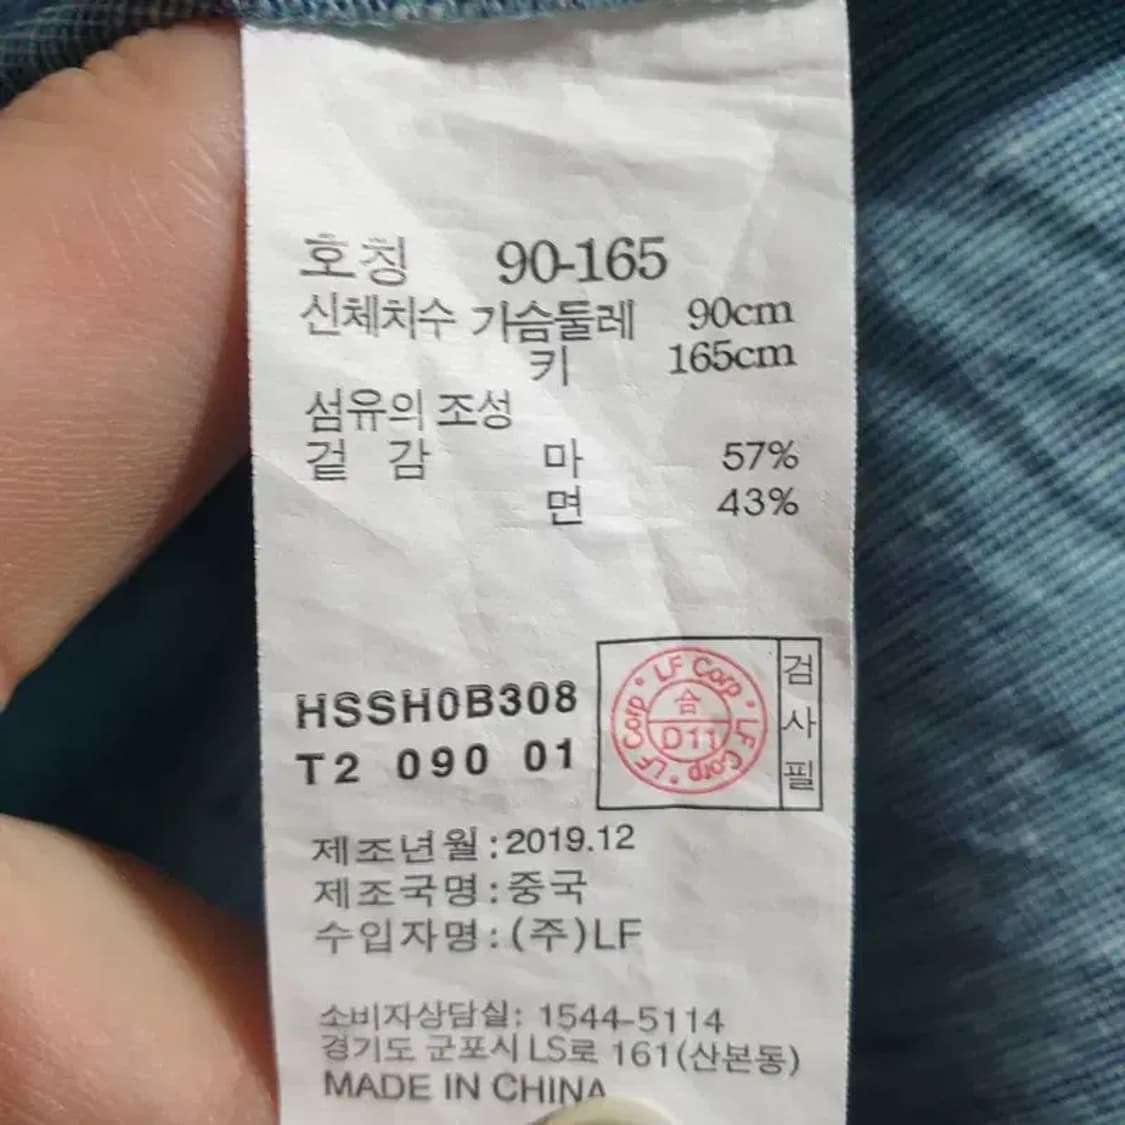 호칭 90-165
신체치수 가슴둘레 90cm
키 165cm
섬유의 조성
겉 감 마 57%
면 43%
HSSH0B308
T2 090 01
LF Corp • LF Corp • LF Corp •
合
D11
검사필
제조년월:2019.12
제조국명:중국
수입자명:(주)LF
소비자상담실: 1544-5114
경기도 군포시 LS로 161(산본동)
MADE IN CHINA